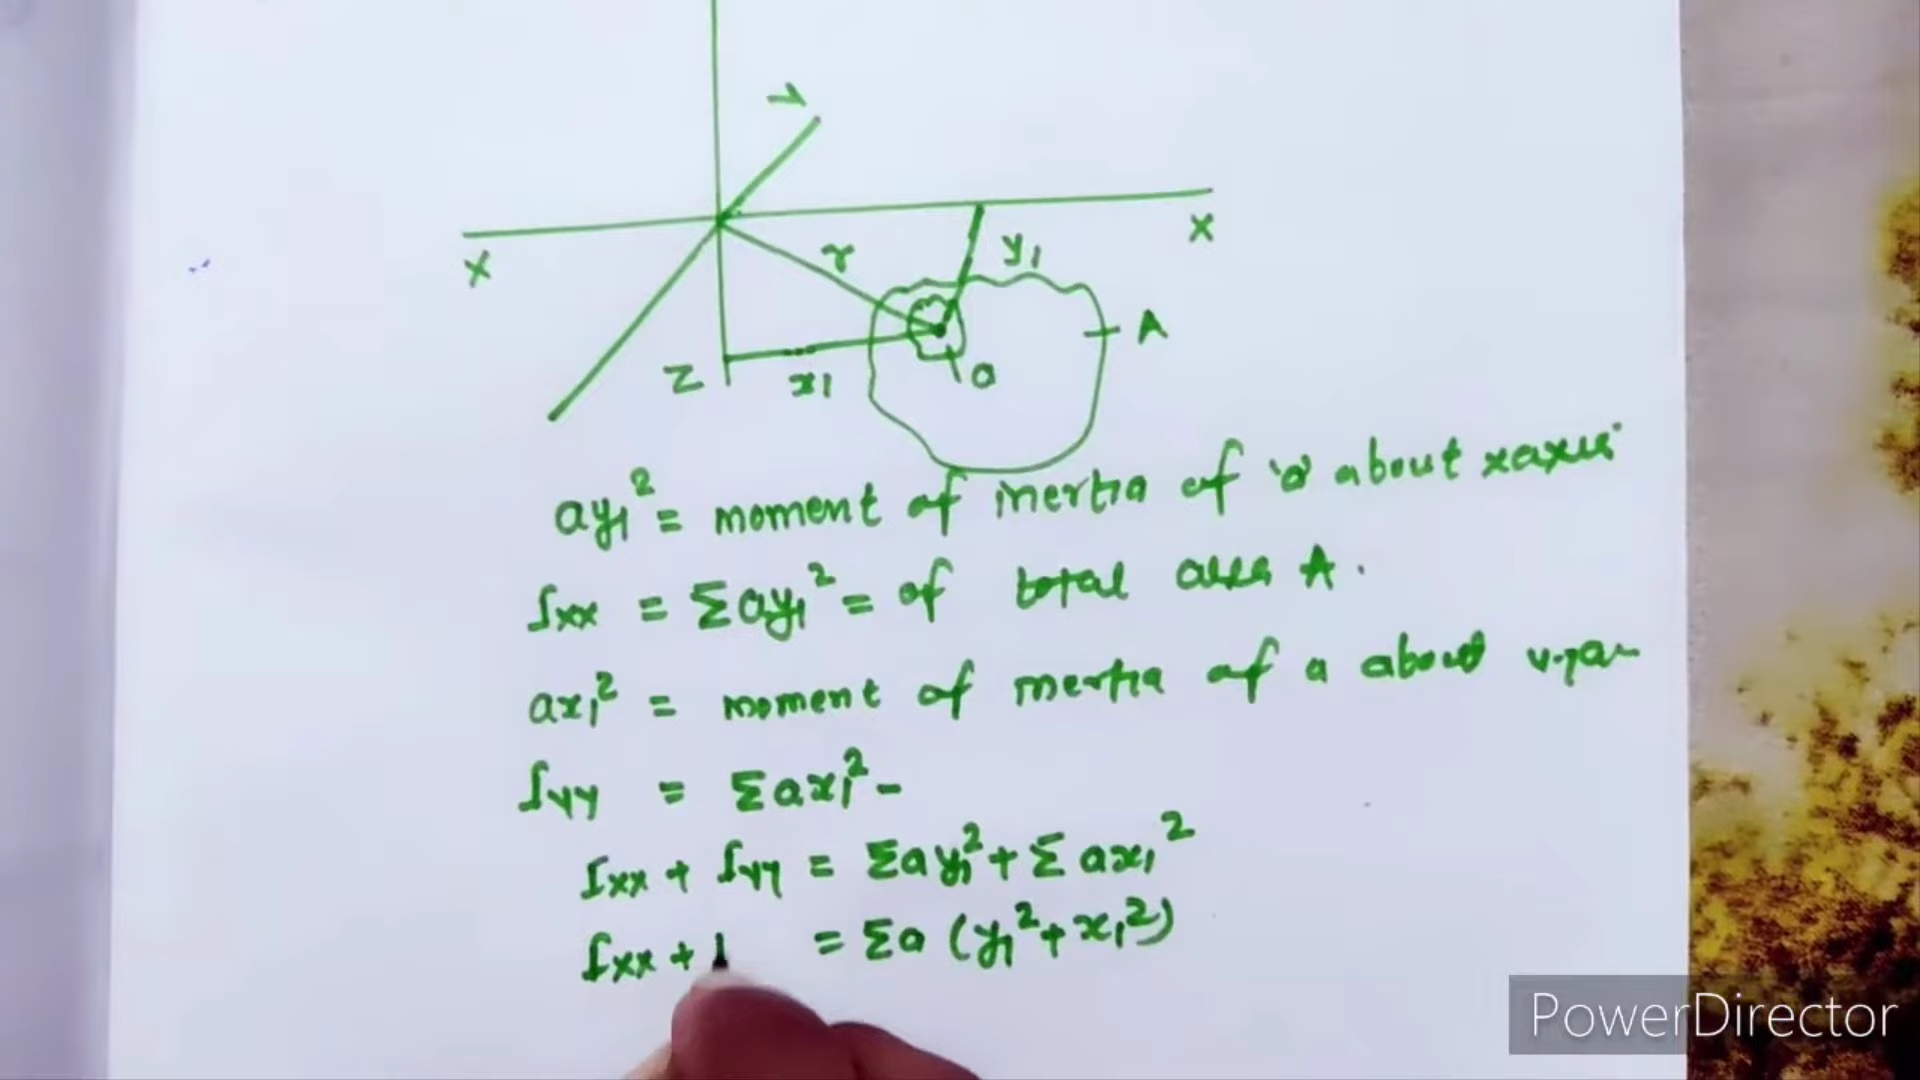 Y
X
X
r
y₁
A
a
Z
x₁
ay₁² = moment of inertia of 'a' about xaxis
Ixx = Σay₁² = of total area A.
ax₁² = moment of inertia of a about
Iyy = Σax₁² -
Ixx + Iyy = Σay₁² + Σax₁²
Ixx + I = Σa (y₁² + x₁²)
PowerDirector